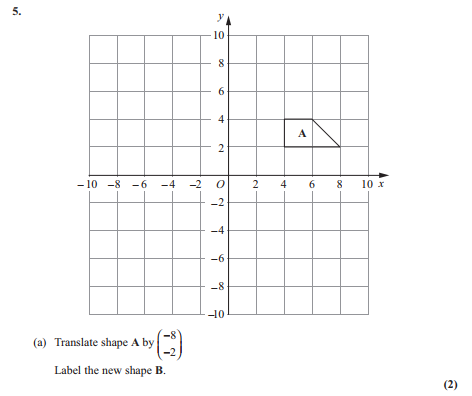 5.
y
10
8
6
4
A
2
–10 –8 –6 –4 –2 O 2 4 6 8 10 x
–2
–4
–6
–8
–10
(a) Translate shape A by (–8
–2)
Label the new shape B.
(2)